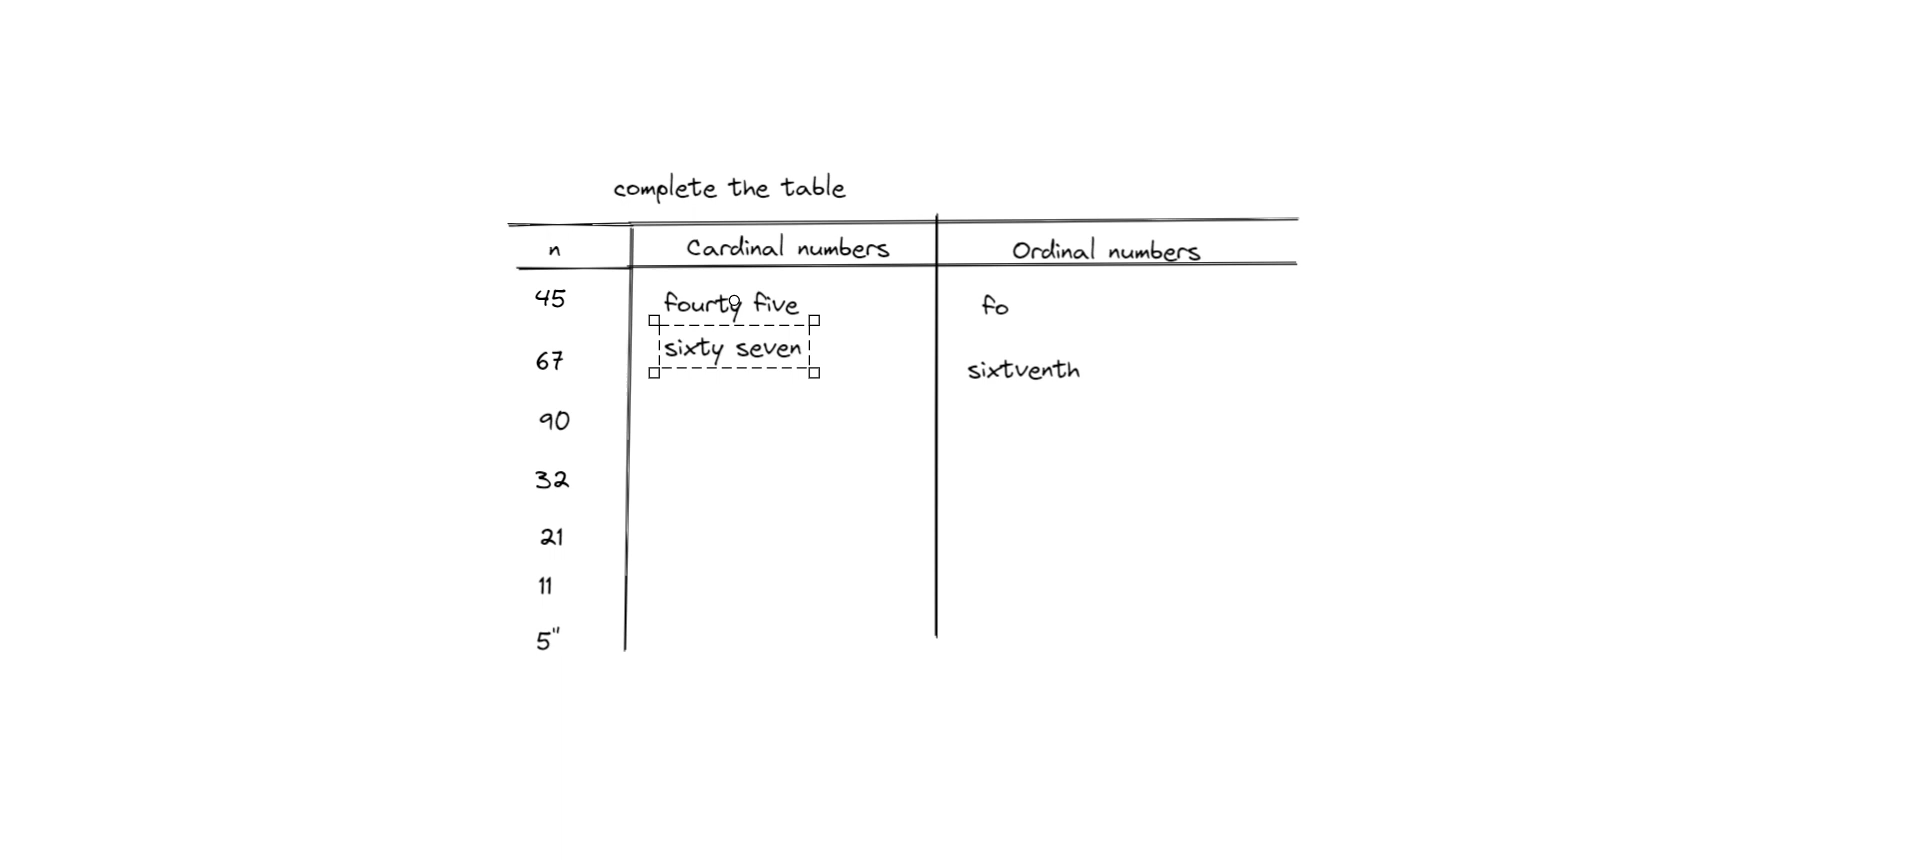 complete the table
n Cardinal numbers Ordinal numbers
45 fourty five fo
67 sixty seven sixtventh
90
32
21
11
5"